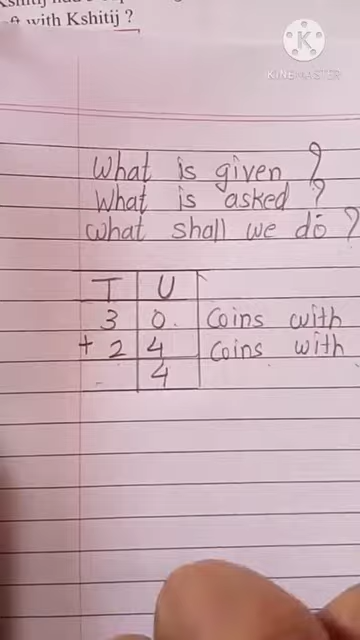 with Kshitij ?
K
KINEMASTER
What is given ?
What is asked ?
What shall we do ?
T U
3 0. Coins with
+ 2 4 Coins with
4